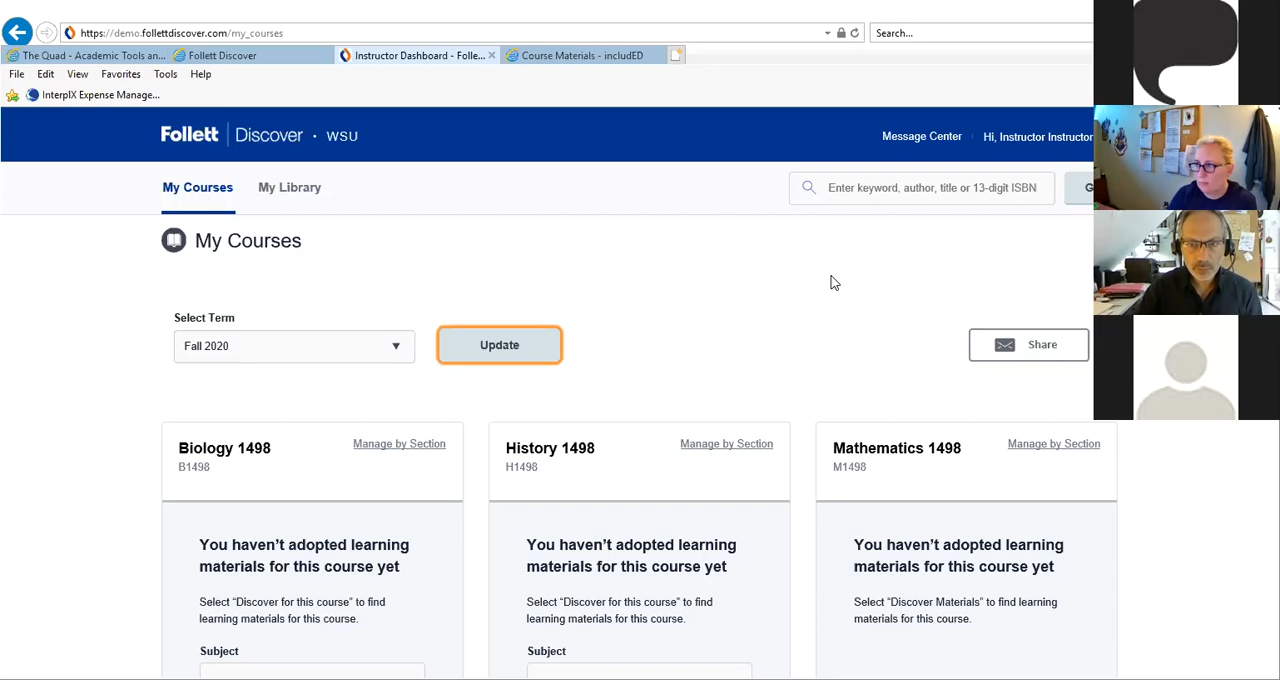 https://demo.follettdiscover.com/my_courses
Search...
The Quad - Academic Tools an...
Follett Discover
Instructor Dashboard - Folle...
Course Materials - includED
File Edit View Favorites Tools Help
InterpIX Expense Manage...
Follett Discover · WSU
Message Center
Hi, Instructor Instructor
My Courses
My Library
Enter keyword, author, title or 13-digit ISBN
My Courses
Select Term
Fall 2020
Update
Share
Biology 1498
Manage by Section
B1498
You haven’t adopted learning
materials for this course yet
Select “Discover for this course” to find
learning materials for this course.
Subject
History 1498
Manage by Section
H1498
You haven’t adopted learning
materials for this course yet
Select “Discover for this course” to find
learning materials for this course.
Subject
Mathematics 1498
Manage by Section
M1498
You haven’t adopted learning
materials for this course yet
Select “Discover Materials” to find learning
materials for this course.